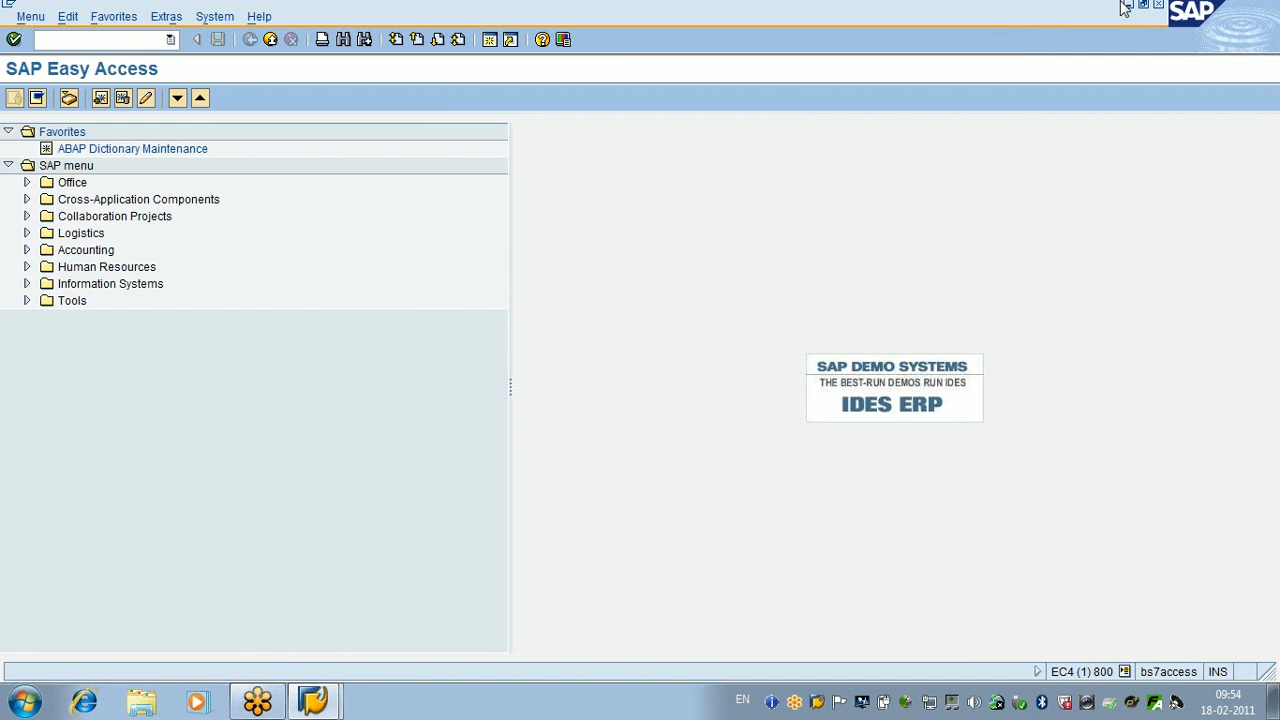 Menu Edit Favorites Extras System Help
SAP
SAP Easy Access
Favorites
ABAP Dictionary Maintenance
SAP menu
Office
Cross-Application Components
Collaboration Projects
Logistics
Accounting
Human Resources
Information Systems
Tools
SAP DEMO SYSTEMS
THE BEST-RUN DEMOS RUN IDES
IDES ERP
EC4 (1) 800 bs7access INS
EN 09:54
18-02-2011